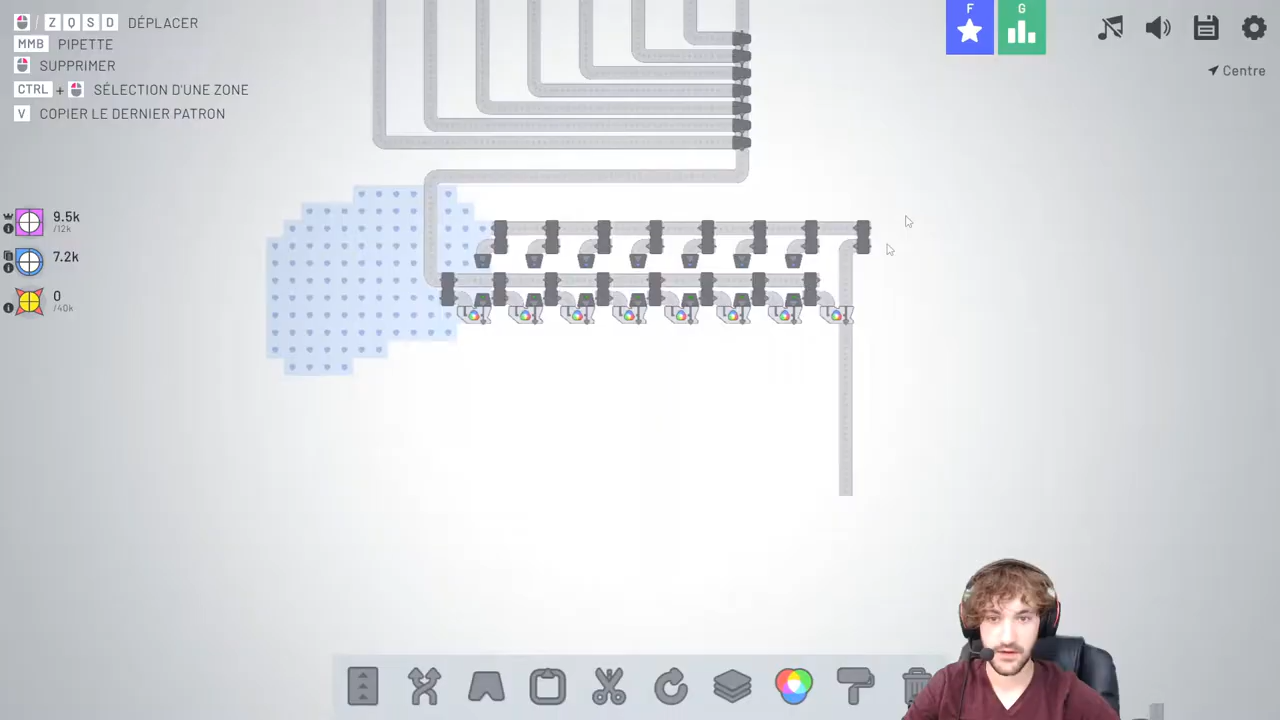 / Z Q S D DÉPLACER
MMB PIPETTE
SUPPRIMER
CTRL + SÉLECTION D'UNE ZONE
V COPIER LE DERNIER PATRON
F G
Centre
9.5k
/12k
7.2k
0
/40k